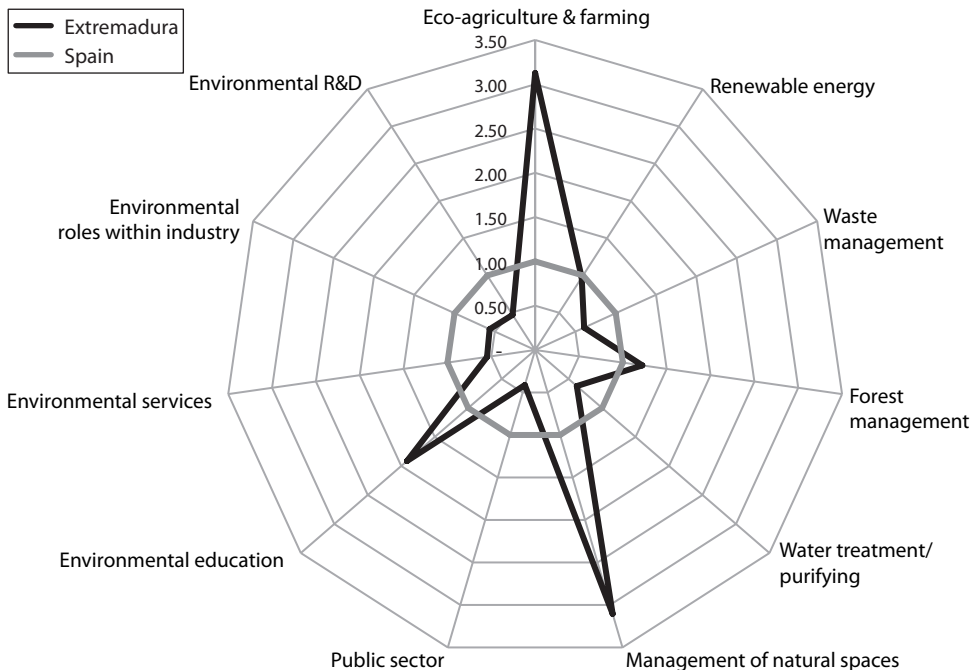 Extremadura
Spain
Eco-agriculture & farming
3.50
3.00
2.50
2.00
1.50
1.00
0.50
-
Renewable energy
Waste
management
Forest
management
Water treatment/
purifying
Management of natural spaces
Public sector
Environmental education
Environmental services
Environmental
roles within industry
Environmental R&D